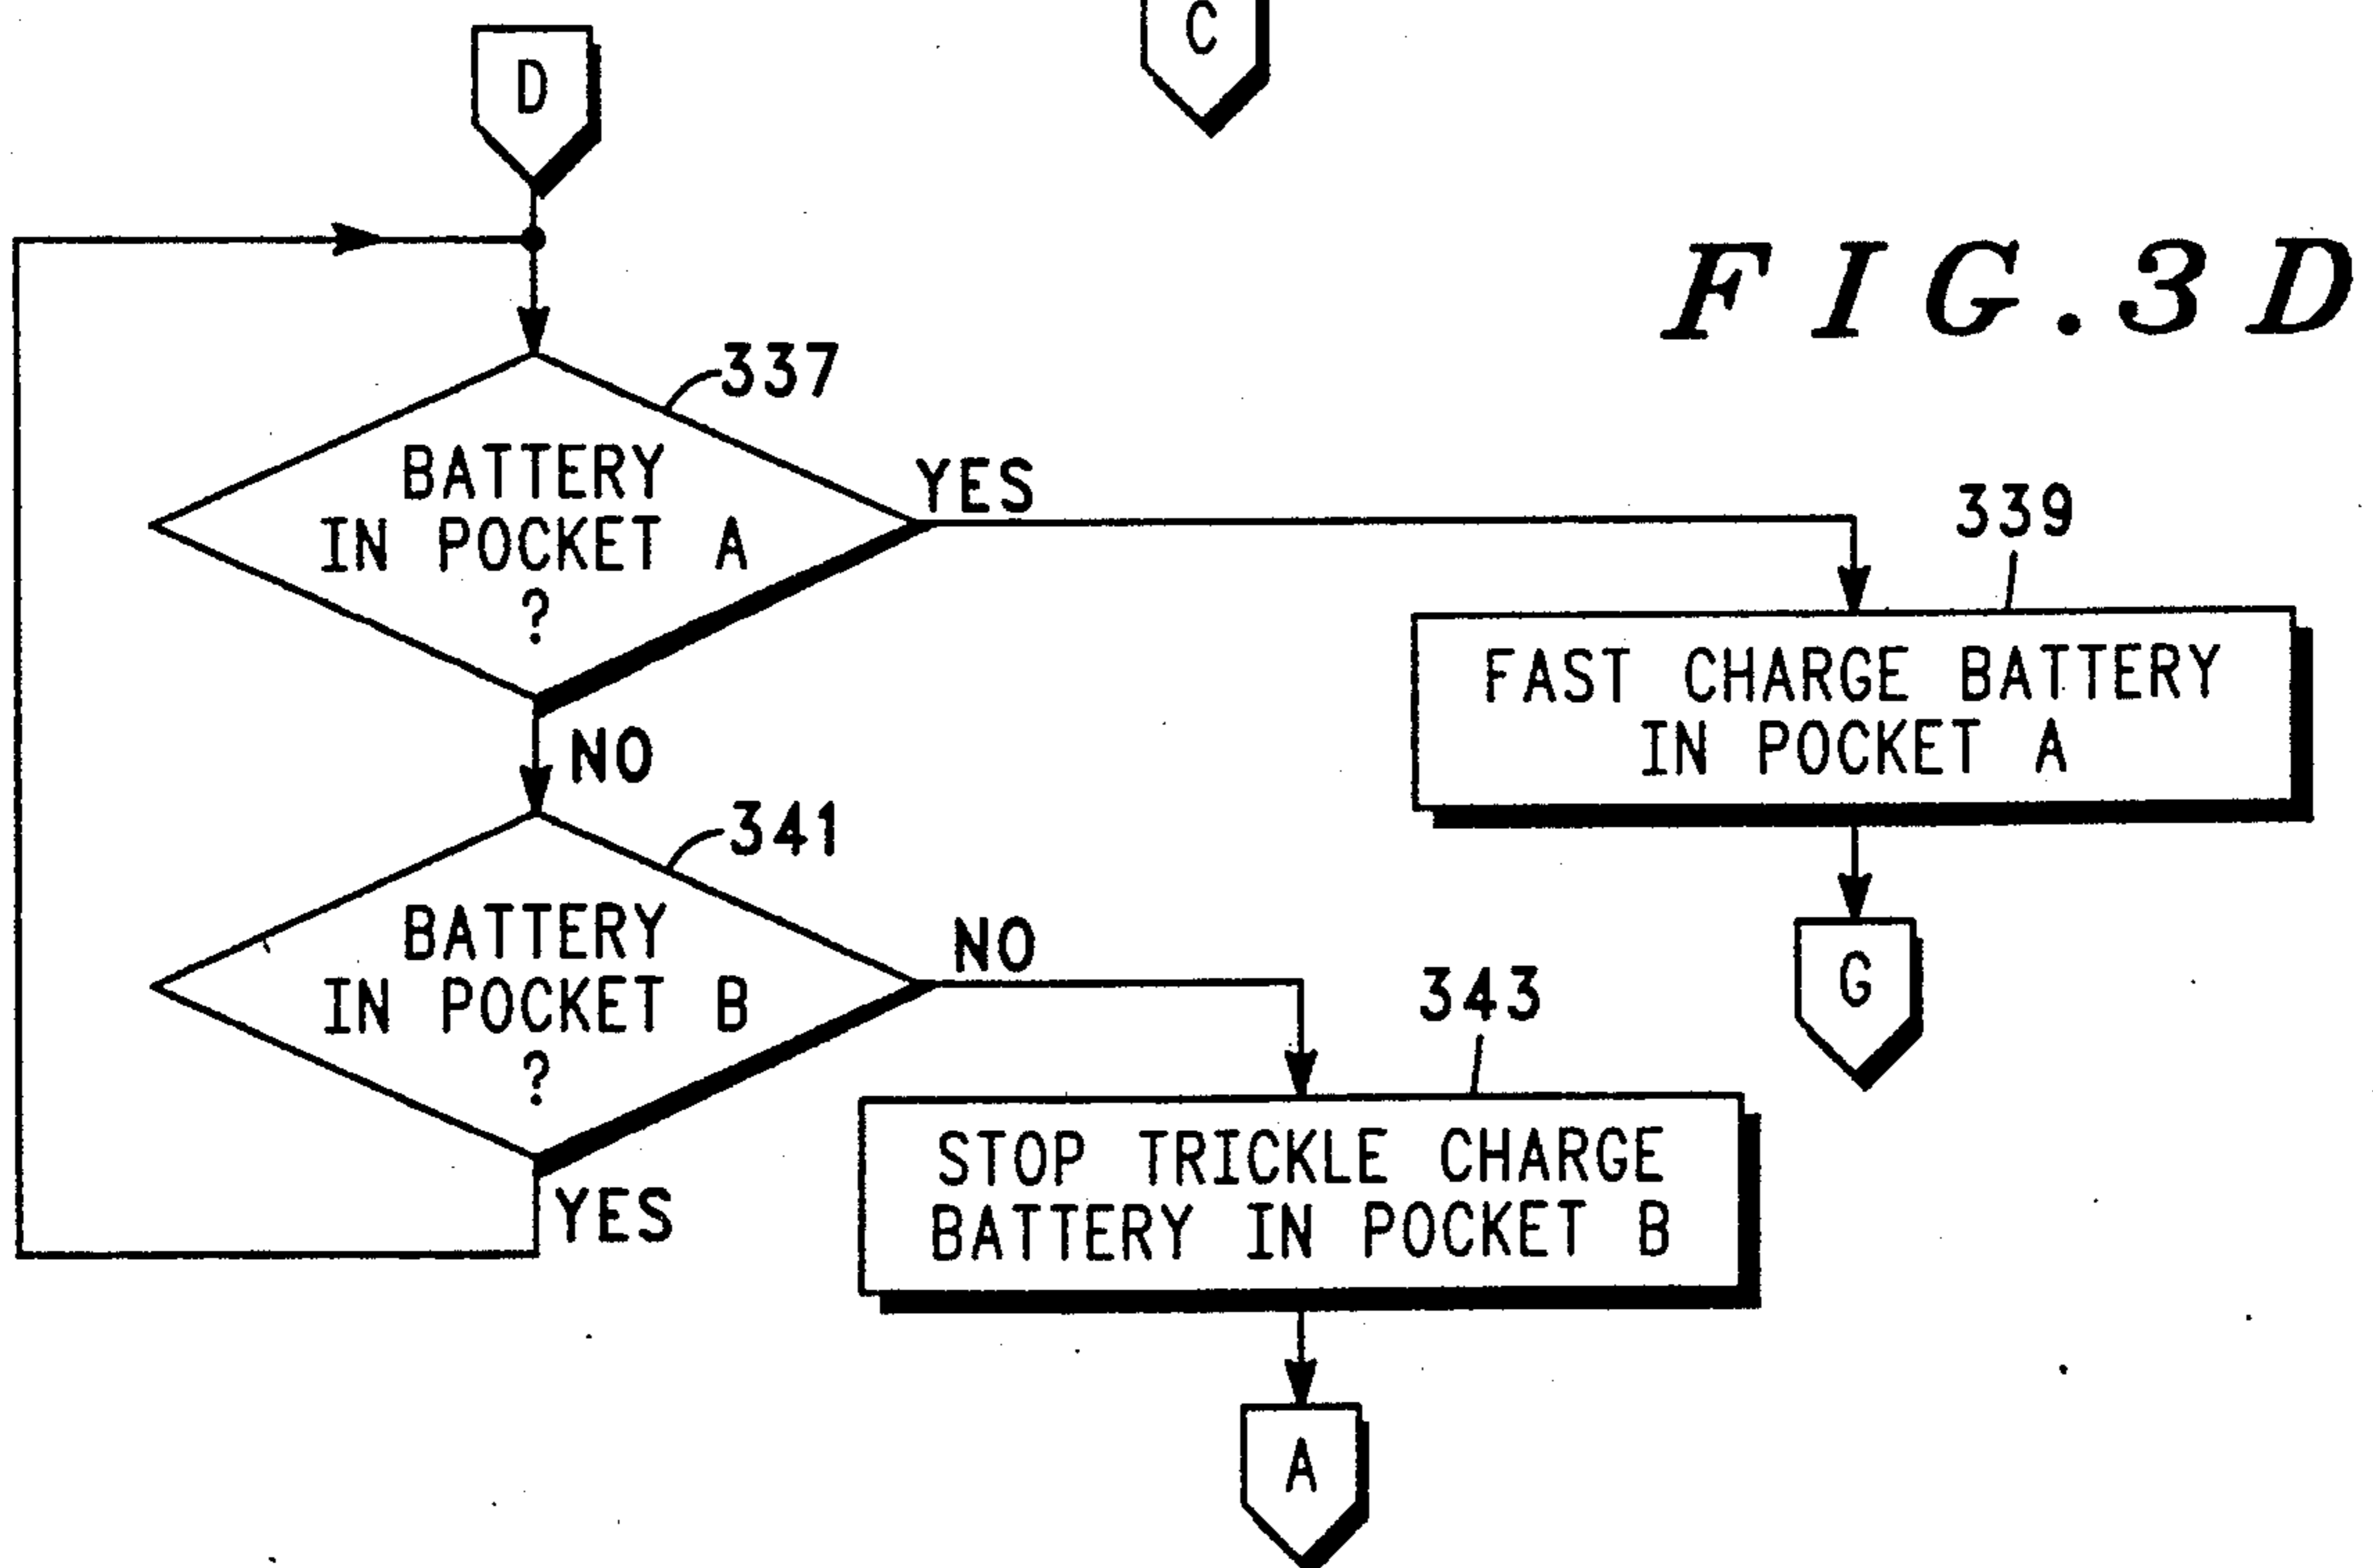 C
D
FIG.3D
337
BATTERY
IN POCKET A
?
YES
339
FAST CHARGE BATTERY
IN POCKET A
NO
341
BATTERY
IN POCKET B
?
NO
G
343
STOP TRICKLE CHARGE
BATTERY IN POCKET B
YES
A